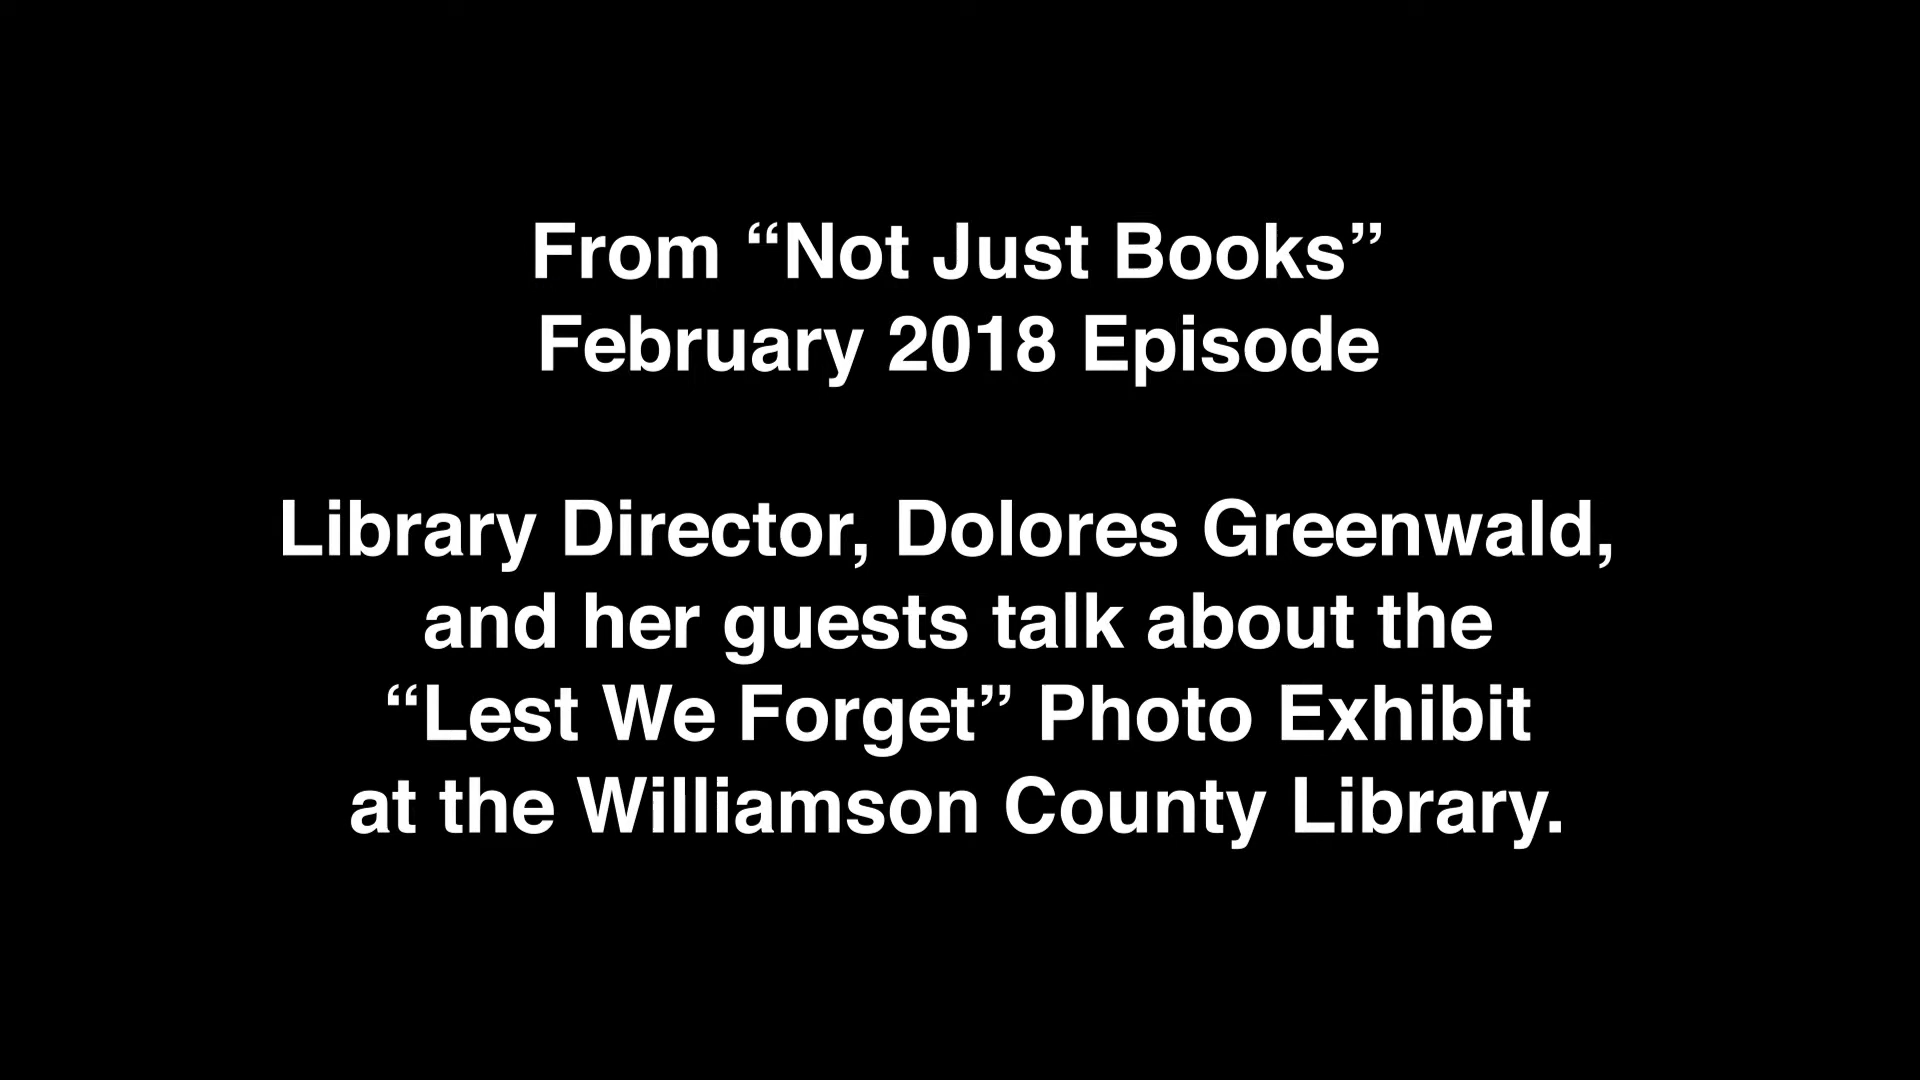 From “Not Just Books”
February 2018 Episode
Library Director, Dolores Greenwald,
and her guests talk about the
“Lest We Forget” Photo Exhibit
at the Williamson County Library.